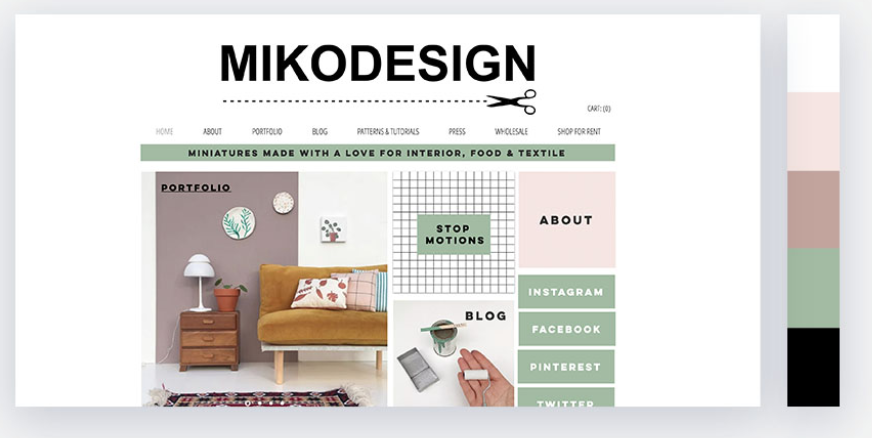 MIKODESIGN
CART: (0)
HOME ABOUT PORTFOLIO BLOG PATTERNS & TUTORIALS PRESS WHOLESALE SHOP FOR RENT
MINIATURES MADE WITH A LOVE FOR INTERIOR, FOOD & TEXTILE
PORTFOLIO
STOP
MOTIONS
ABOUT
BLOG
INSTAGRAM
FACEBOOK
PINTEREST
TWITTER